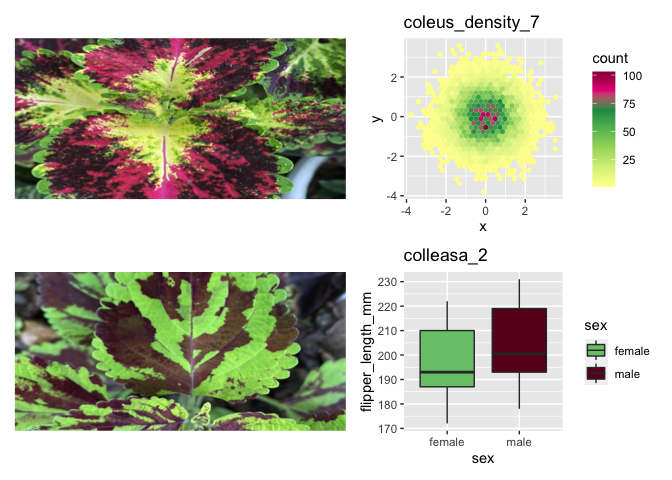 coleus_density_7
count
100
75
50
25
2
0
-2
-4
y
-4 -2 0 2
x
colleasa_2
230
220
210
200
190
180
170
flipper_length_mm
female male
sex
sex
female
male